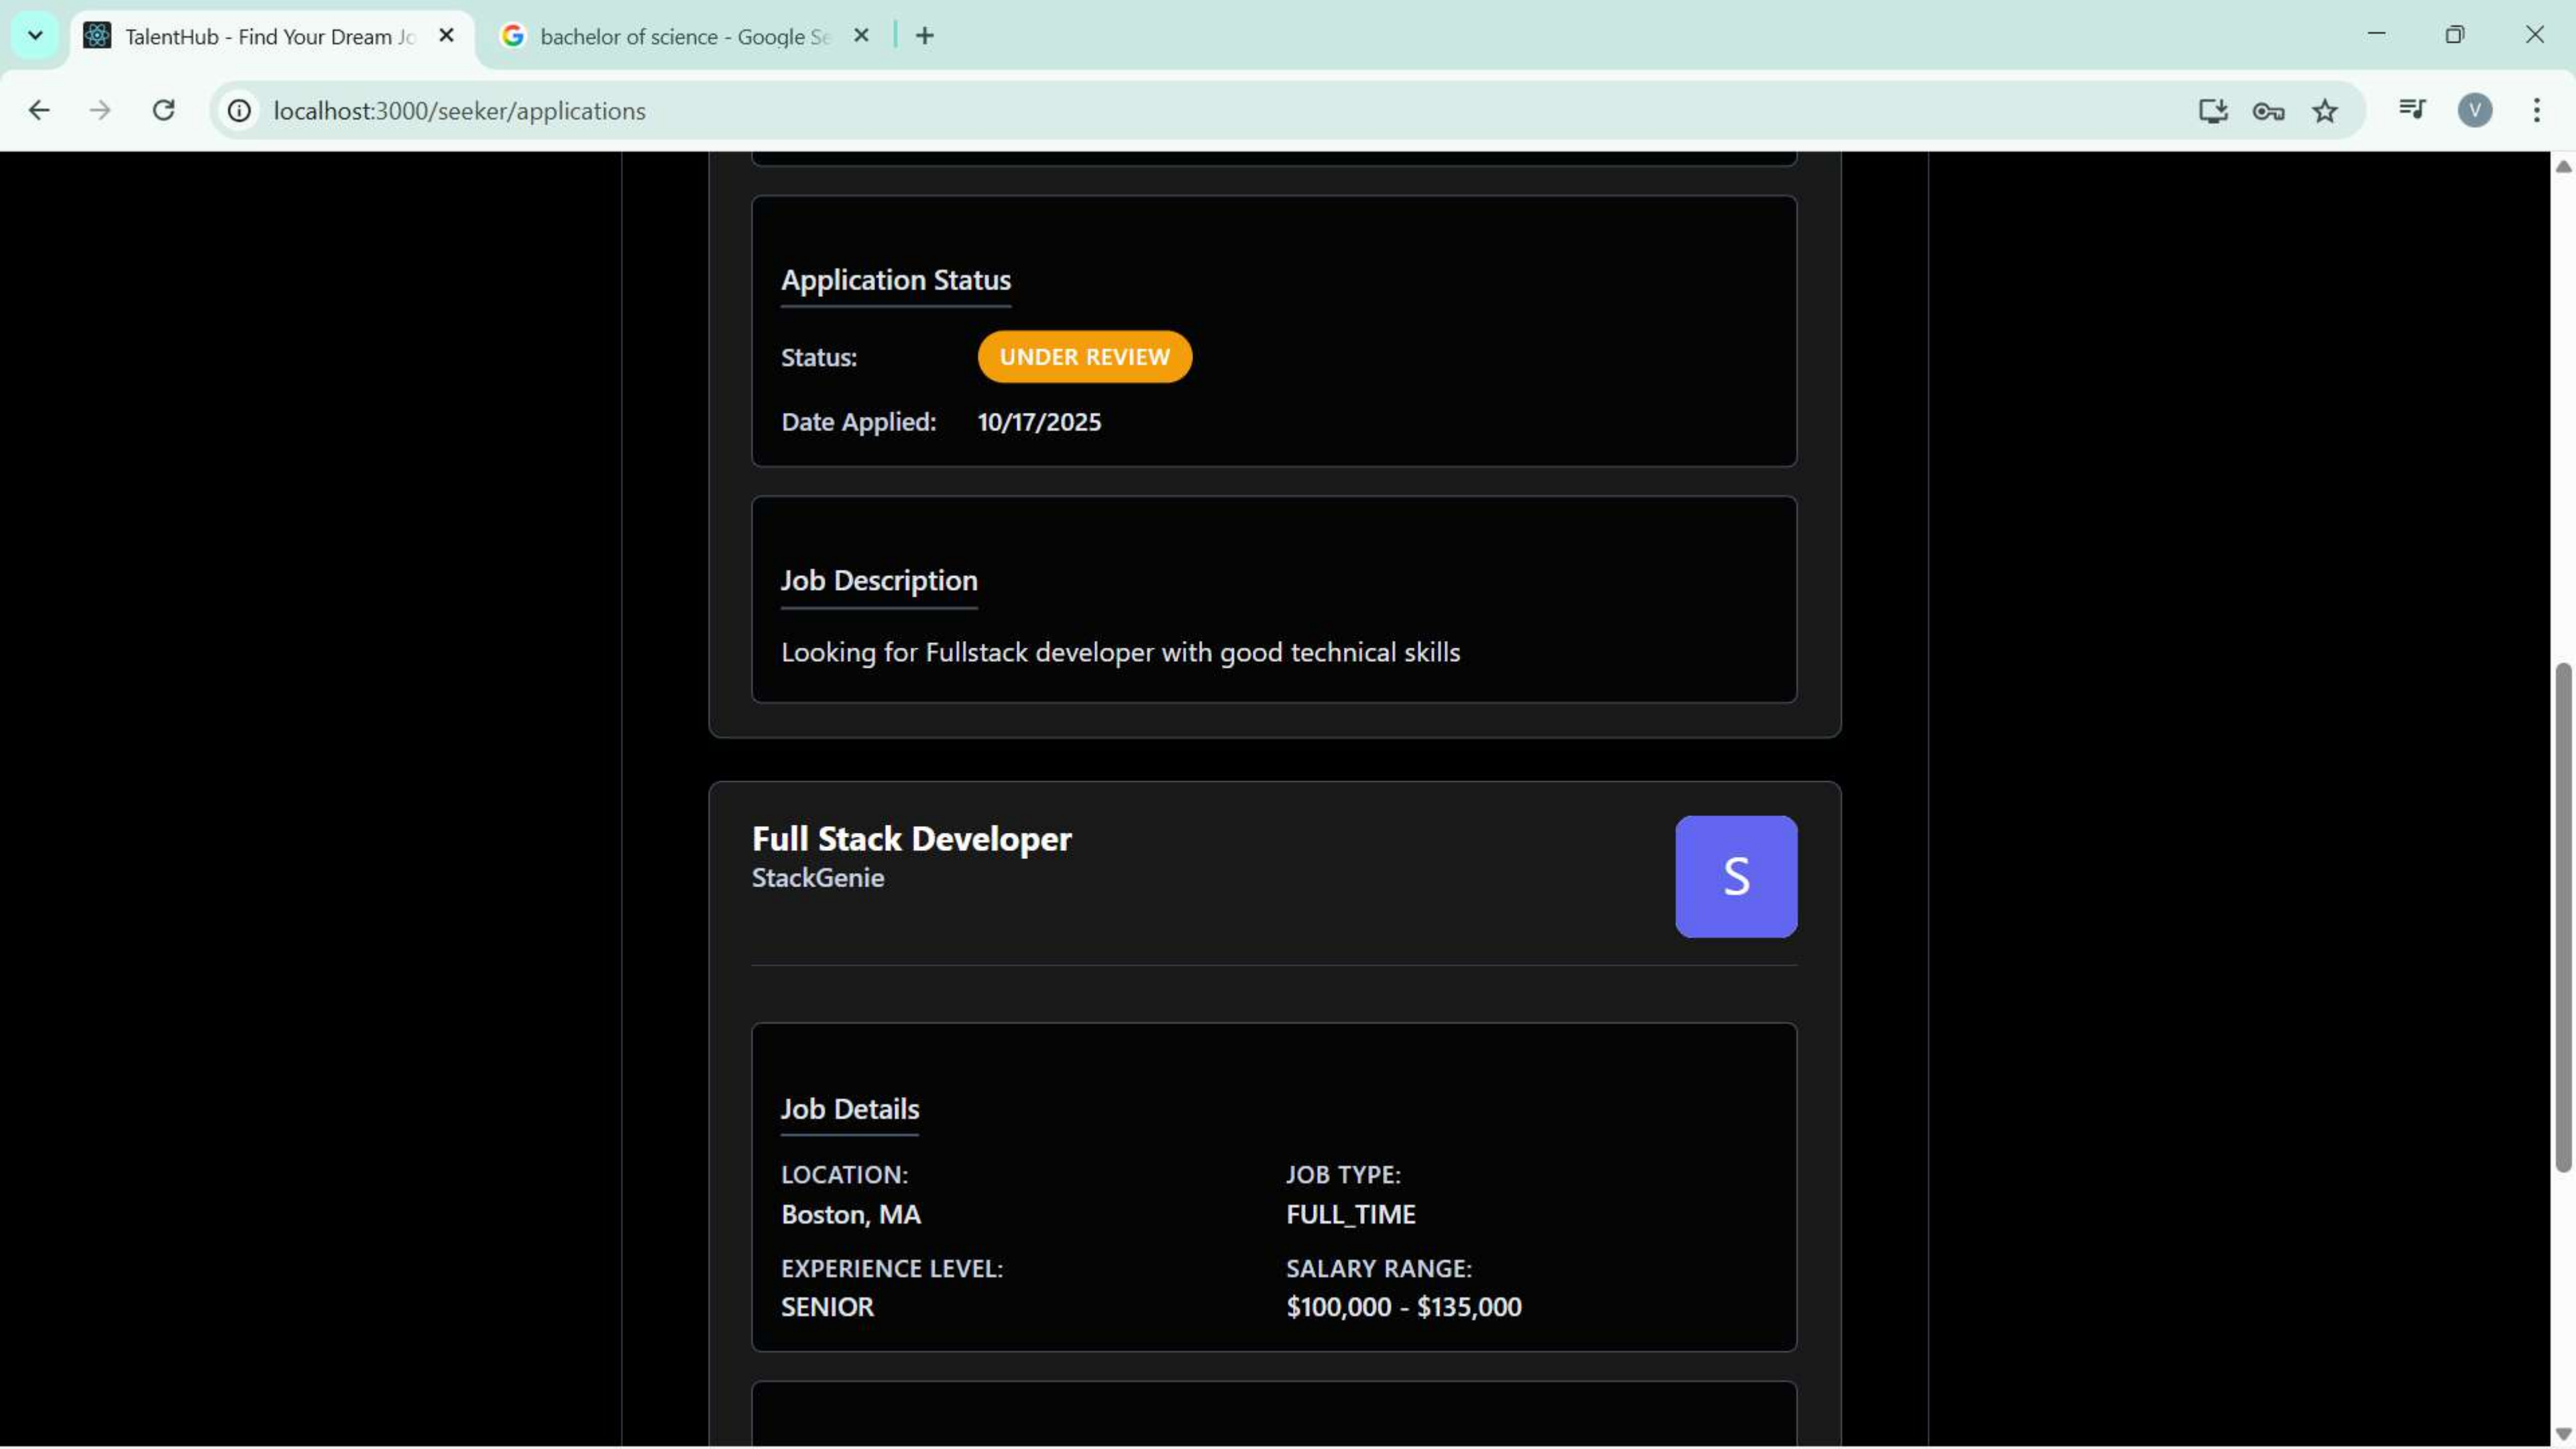 TalentHub - Find Your Dream Jo
bachelor of science - Google Se
localhost:3000/seeker/applications
V
Application Status
Status: UNDER REVIEW
Date Applied: 10/17/2025
Job Description
Looking for Fullstack developer with good technical skills
Full Stack Developer
StackGenie
S
Job Details
LOCATION: JOB TYPE:
Boston, MA FULL_TIME
EXPERIENCE LEVEL: SALARY RANGE:
SENIOR $100,000 - $135,000